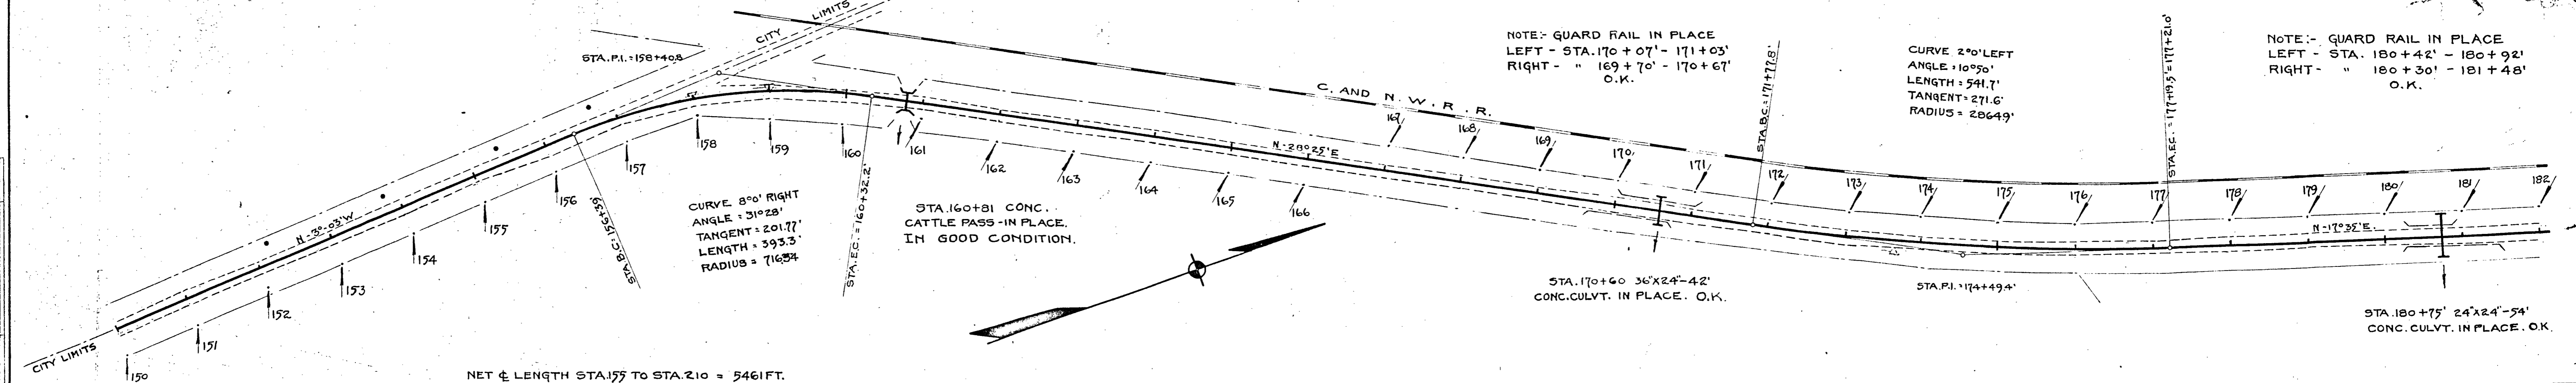 CITY LIMITS
STA.P.I.=158+40.8
NOTE:- GUARD RAIL IN PLACE
LEFT - STA.170+07' - 171+03'
RIGHT - " 169+70' - 170+67'
O.K.
CURVE 2°0' LEFT
ANGLE = 10°50'
LENGTH = 541.7'
TANGENT = 271.6'
RADIUS = 2864.9'
NOTE:- GUARD RAIL IN PLACE
LEFT - STA. 180+42' - 180+92'
RIGHT - " 180+30' - 181+48'
O.K.
C. AND N. W. R. R.
STA.B.C.=171+77.8'
STA.E.C.=177+19.5'=177+21.0'
167
168
169
170
171
172
173
174
175
176
177
178
179
180
181
182
N-3°-03'W
N-28°25'E
N-17°35'E.
150
151
152
153
154
155
156
157
158
159
160
161
162
163
164
165
166
STA.B.C.=156+39'
STA.E.C.=160+32.2'
CURVE 8°0' RIGHT
ANGLE = 31°28'
TANGENT = 201.77'
LENGTH = 393.3'
RADIUS = 716.34
STA.160+81 CONC.
CATTLE PASS-IN PLACE.
IN GOOD CONDITION.
STA.170+60 36"X24"-42'
CONC.CULVT. IN PLACE. O.K.
STA.P.I.=174+49.4'
STA.180+75' 24"X24"-54'
CONC. CULVT. IN PLACE. O.K.
CITY LIMITS
NET ℄ LENGTH STA.155 TO STA.210 = 5461FT.